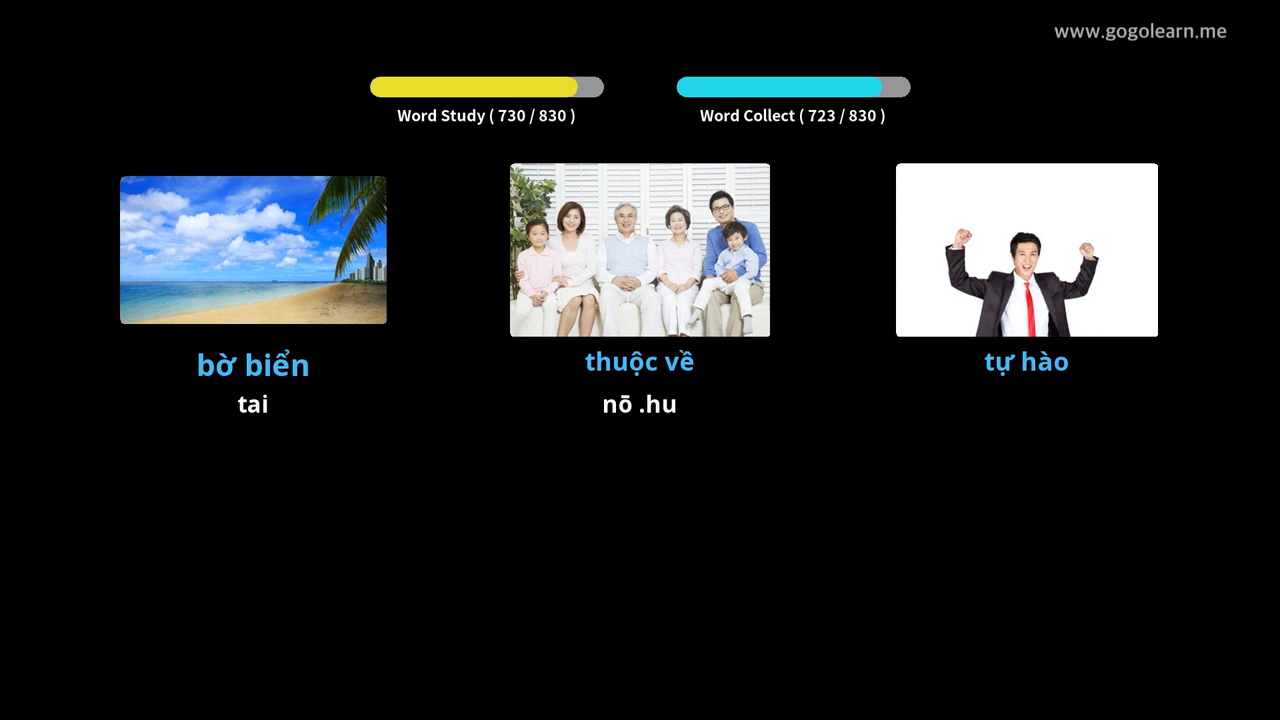 www.gogolearn.me
Word Study ( 730 / 830 )
Word Collect ( 723 / 830 )
bờ biển
tai
thuộc về
nō .hu
tự hào